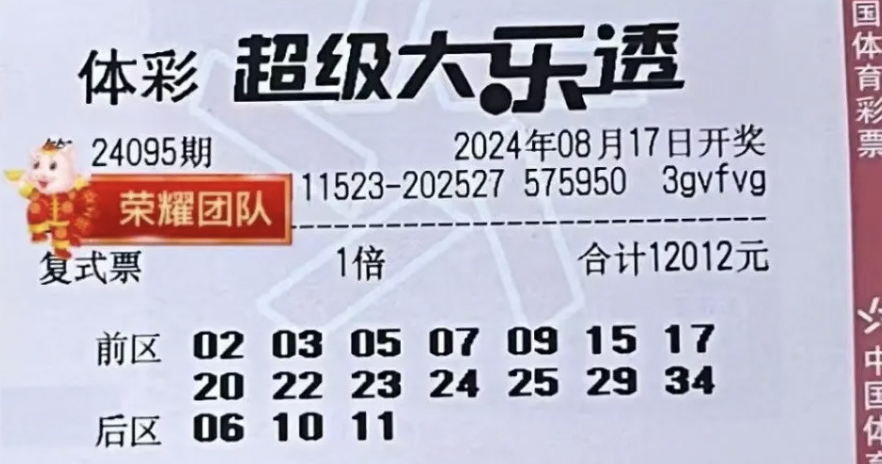 体彩 超级大乐透
24095期 2024年08月17日开奖
荣耀团队 11523-202527 575950 3gvfvg
复式票 1倍 合计12012元
前区 02 03 05 07 09 15 17
20 22 23 24 25 29 34
后区 06 10 11
国体育彩票
中国体育